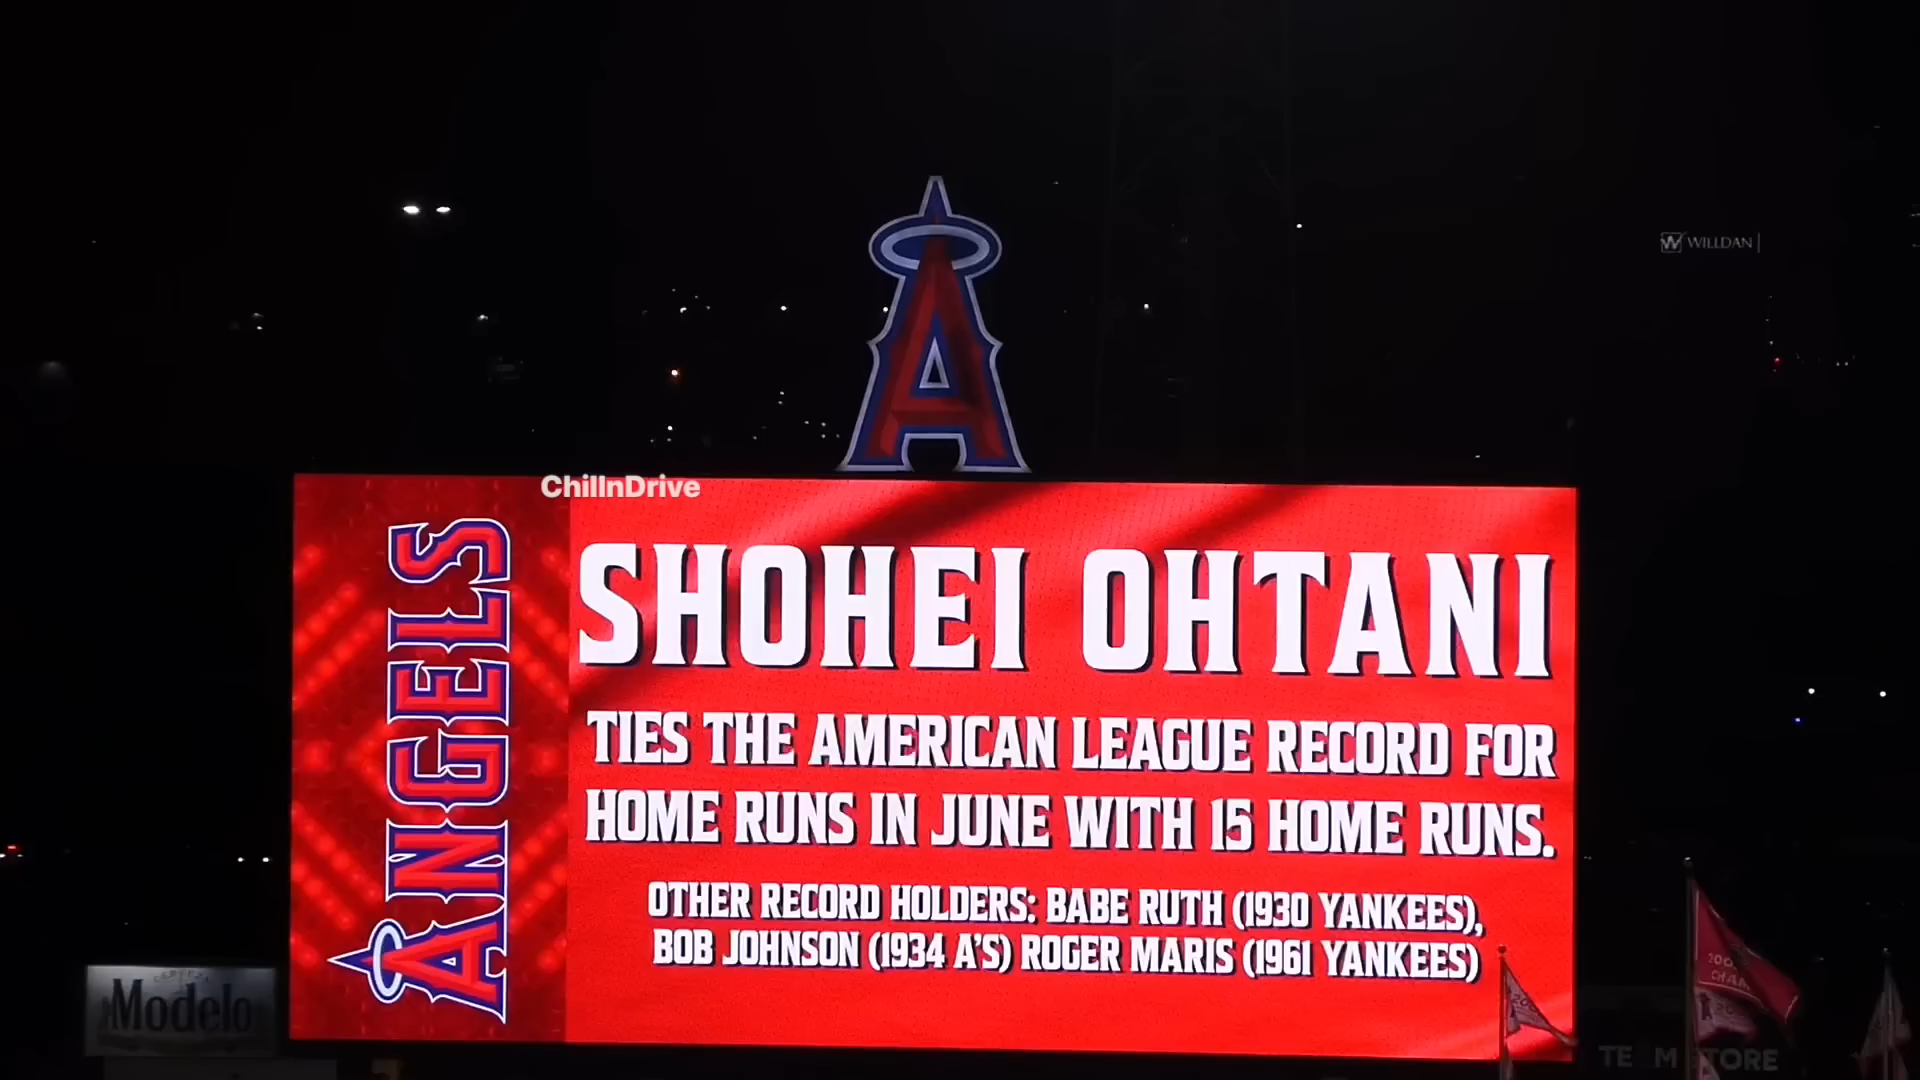 A
WILLDAN
ChillnDrive
ANGELS
SHOHEI OHTANI
TIES THE AMERICAN LEAGUE RECORD FOR
HOME RUNS IN JUNE WITH 15 HOME RUNS.
OTHER RECORD HOLDERS: BABE RUTH (1930 YANKEES),
BOB JOHNSON (1934 A'S) ROGER MARIS (1961 YANKEES)
Modelo